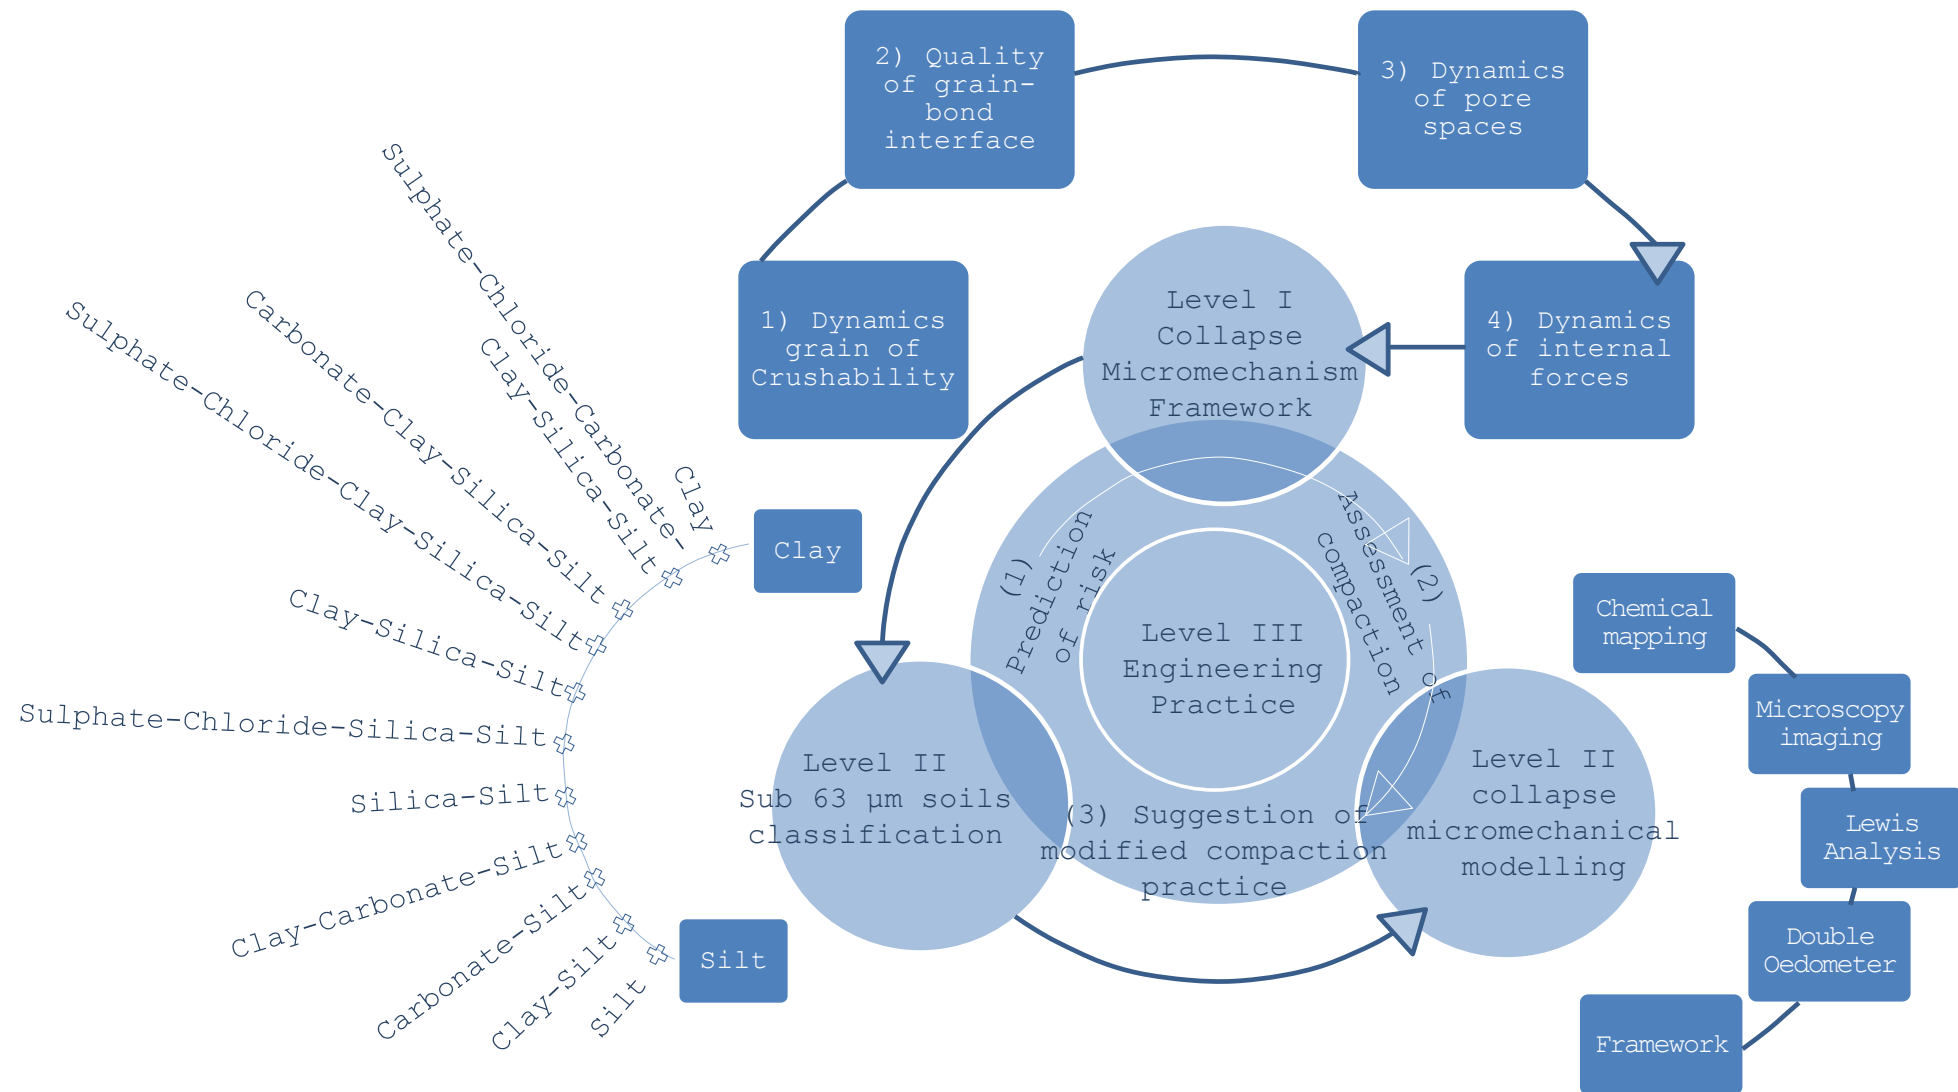 2) Quality
of grain-
bond
interface
3) Dynamics
of pore
spaces
1) Dynamics
grain of
Crushability
4) Dynamics
of internal
forces
Level I
Collapse
Micromechanism
Framework
(1)
Prediction
of risk
(2)
Assessment of
compaction
Level III
Engineering
Practice
(3) Suggestion of
modified compaction
practice
Level II
Sub 63 µm soils
classification
Level II
collapse
micromechanical
modelling
Clay
Clay
Sulphate-Chloride-Carbonate-
Clay-Silica-Silt
Carbonate-Clay-Silica-Silt
Sulphate-Chloride-Clay-Silica-Silt
Clay-Silica-Silt
Sulphate-Chloride-Silica-Silt
Silica-Silt
Clay-Carbonate-Silt
Carbonate-Silt
Clay-Silt
Silt
Silt
Chemical
mapping
Microscopy
imaging
Lewis
Analysis
Double
Oedometer
Framework